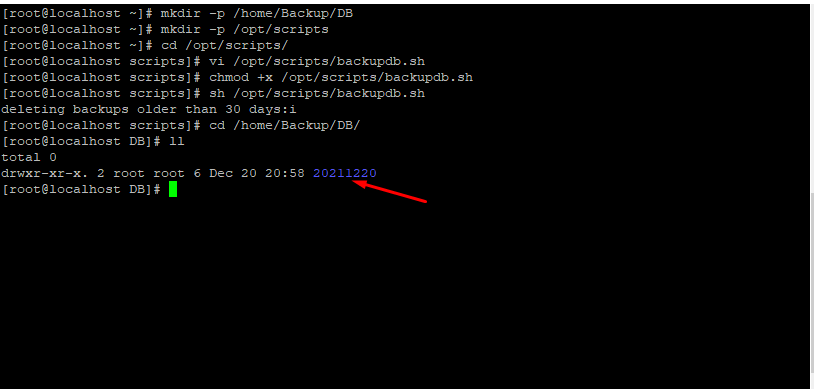 [root@localhost ~]# mkdir -p /home/Backup/DB
[root@localhost ~]# mkdir -p /opt/scripts
[root@localhost ~]# cd /opt/scripts/
[root@localhost scripts]# vi /opt/scripts/backupdb.sh
[root@localhost scripts]# chmod +x /opt/scripts/backupdb.sh
[root@localhost scripts]# sh /opt/scripts/backupdb.sh
deleting backups older than 30 days:i
[root@localhost scripts]# cd /home/Backup/DB/
[root@localhost DB]# ll
total 0
drwxr-xr-x. 2 root root 6 Dec 20 20:58 20211220
[root@localhost DB]#